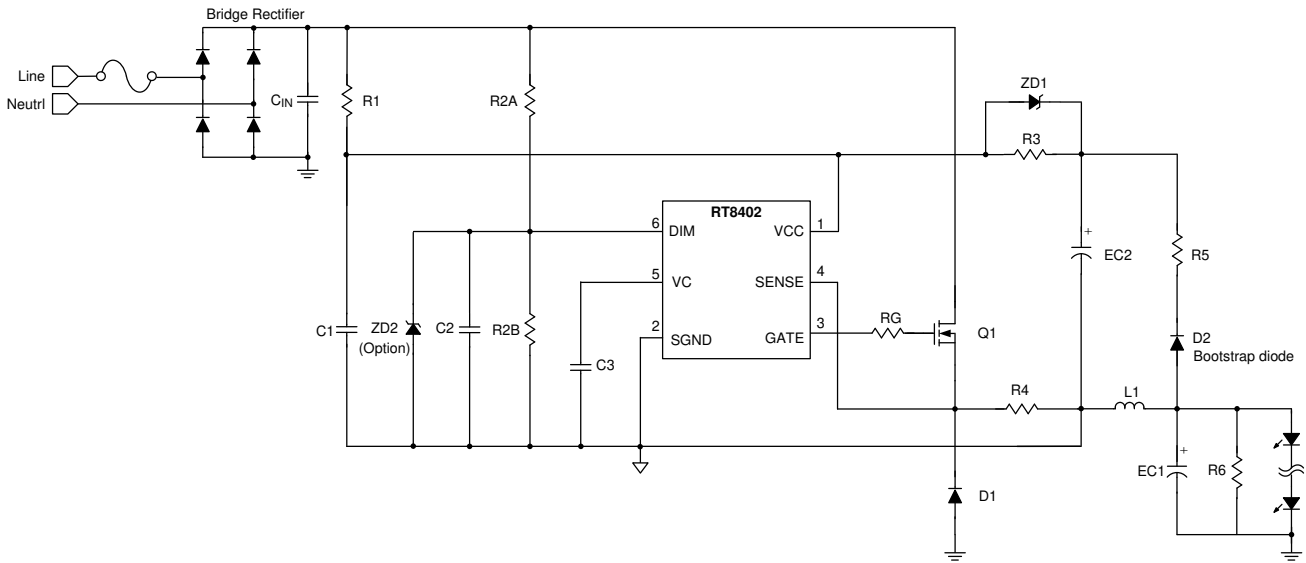 Bridge Rectifier
Line
Neutrl
CIN
R1
R2A
ZD1
R3
RT8402
6
DIM
VCC
1
5
VC
SENSE
4
2
SGND
GATE
3
EC2
+
R5
C1
ZD2
(Option)
C2
R2B
C3
RG
Q1
D2
Bootstrap diode
R4
L1
EC1
+
R6
D1